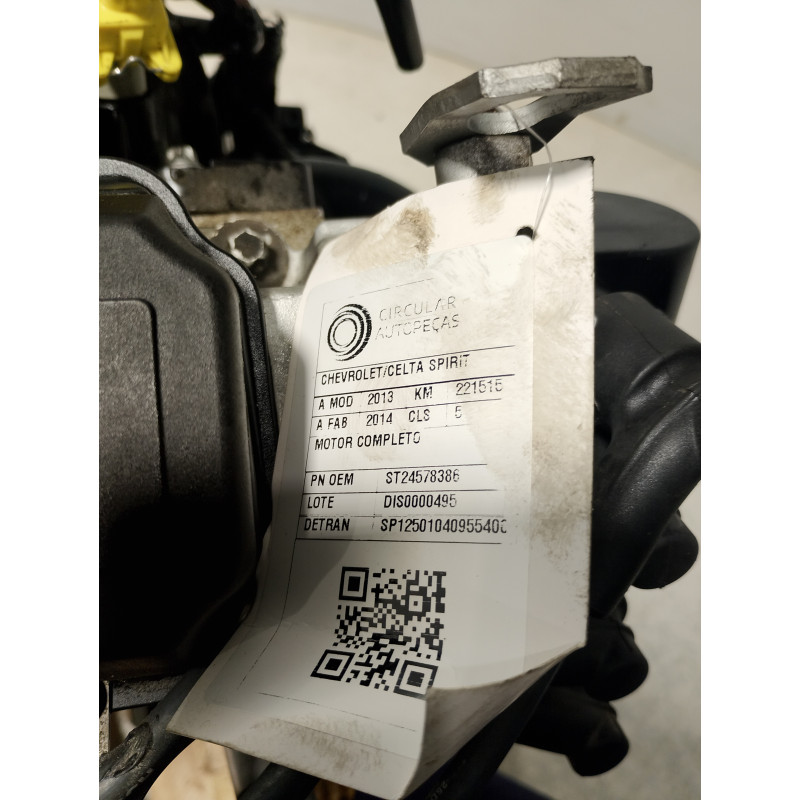 CIRCULAR
AUTOPEÇAS
CHEVROLET/CELTA SPIRIT
A MOD 2013 KM 221515
A FAB 2014 CLS 5
MOTOR COMPLETO
PN OEM ST24578386
LOTE DIS0000495
DETRAN